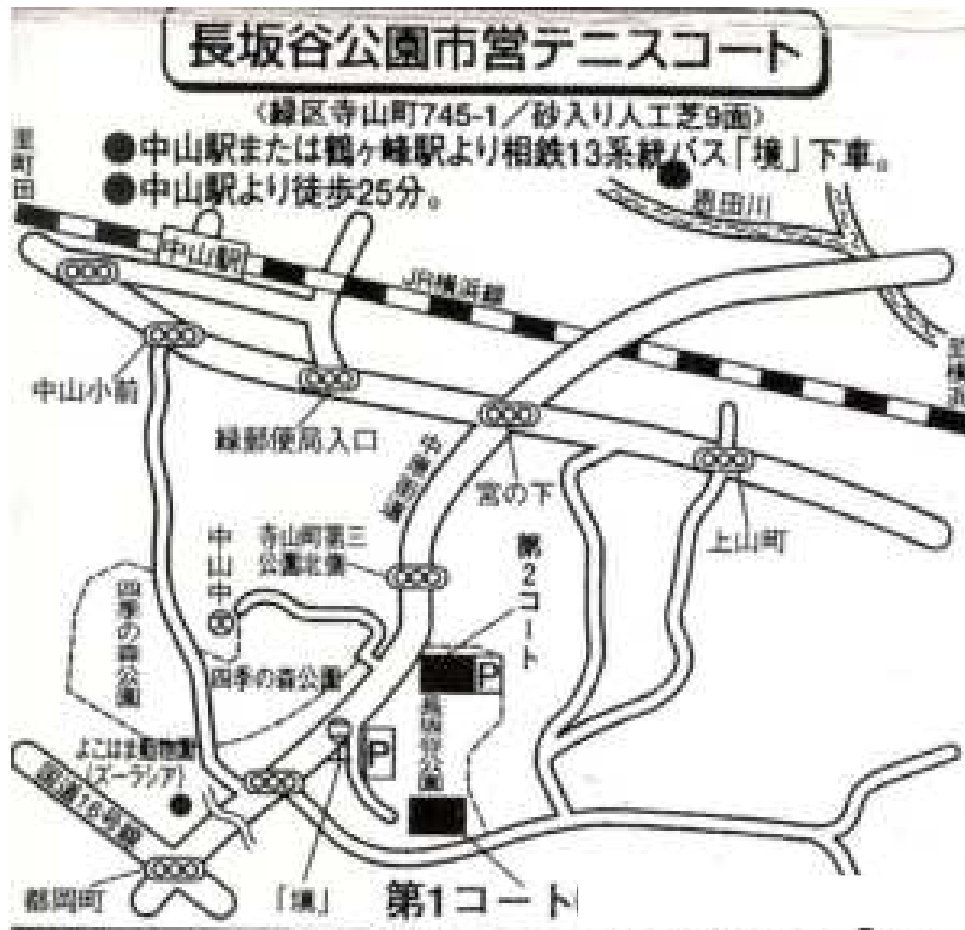 長坂谷公園市営テニスコート
〈緑区寺山町745-1／砂入り人工芝9面〉
●中山駅または鶴ヶ峰駅より相鉄13系統バス「境」下車。
●中山駅より徒歩25分。
至町田
恩田川
中山駅
JR横浜線
至横浜
中山小前
緑郵便局入口
宮の下
上山町
中山中
寺山町第三
公園北側
第2コート
四季の森公園
四季の森公園
P
長坂谷公園
P
よこはま動物園
(ズーラシア)
国道16号線
都岡町
「境」
第1コート